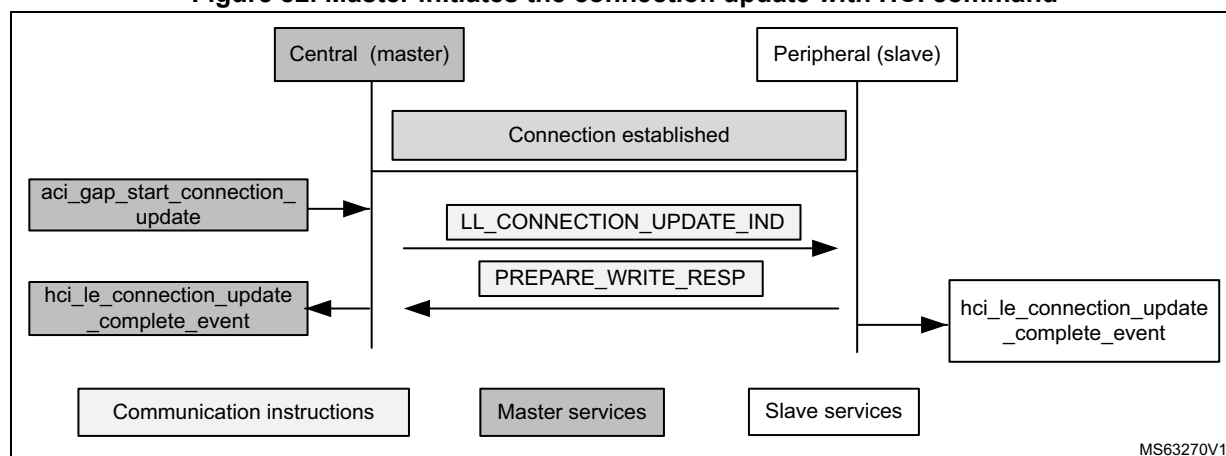 Figure Master initiates the connection update with HCI command
Central (master)
Peripheral (slave)
Connection established
aci_gap_start_connection_
update
LL_CONNECTION_UPDATE_IND
PREPARE_WRITE_RESP
hci_le_connection_update
_complete_event
hci_le_connection_update
_complete_event
Communication instructions
Master services
Slave services
MS63270V1